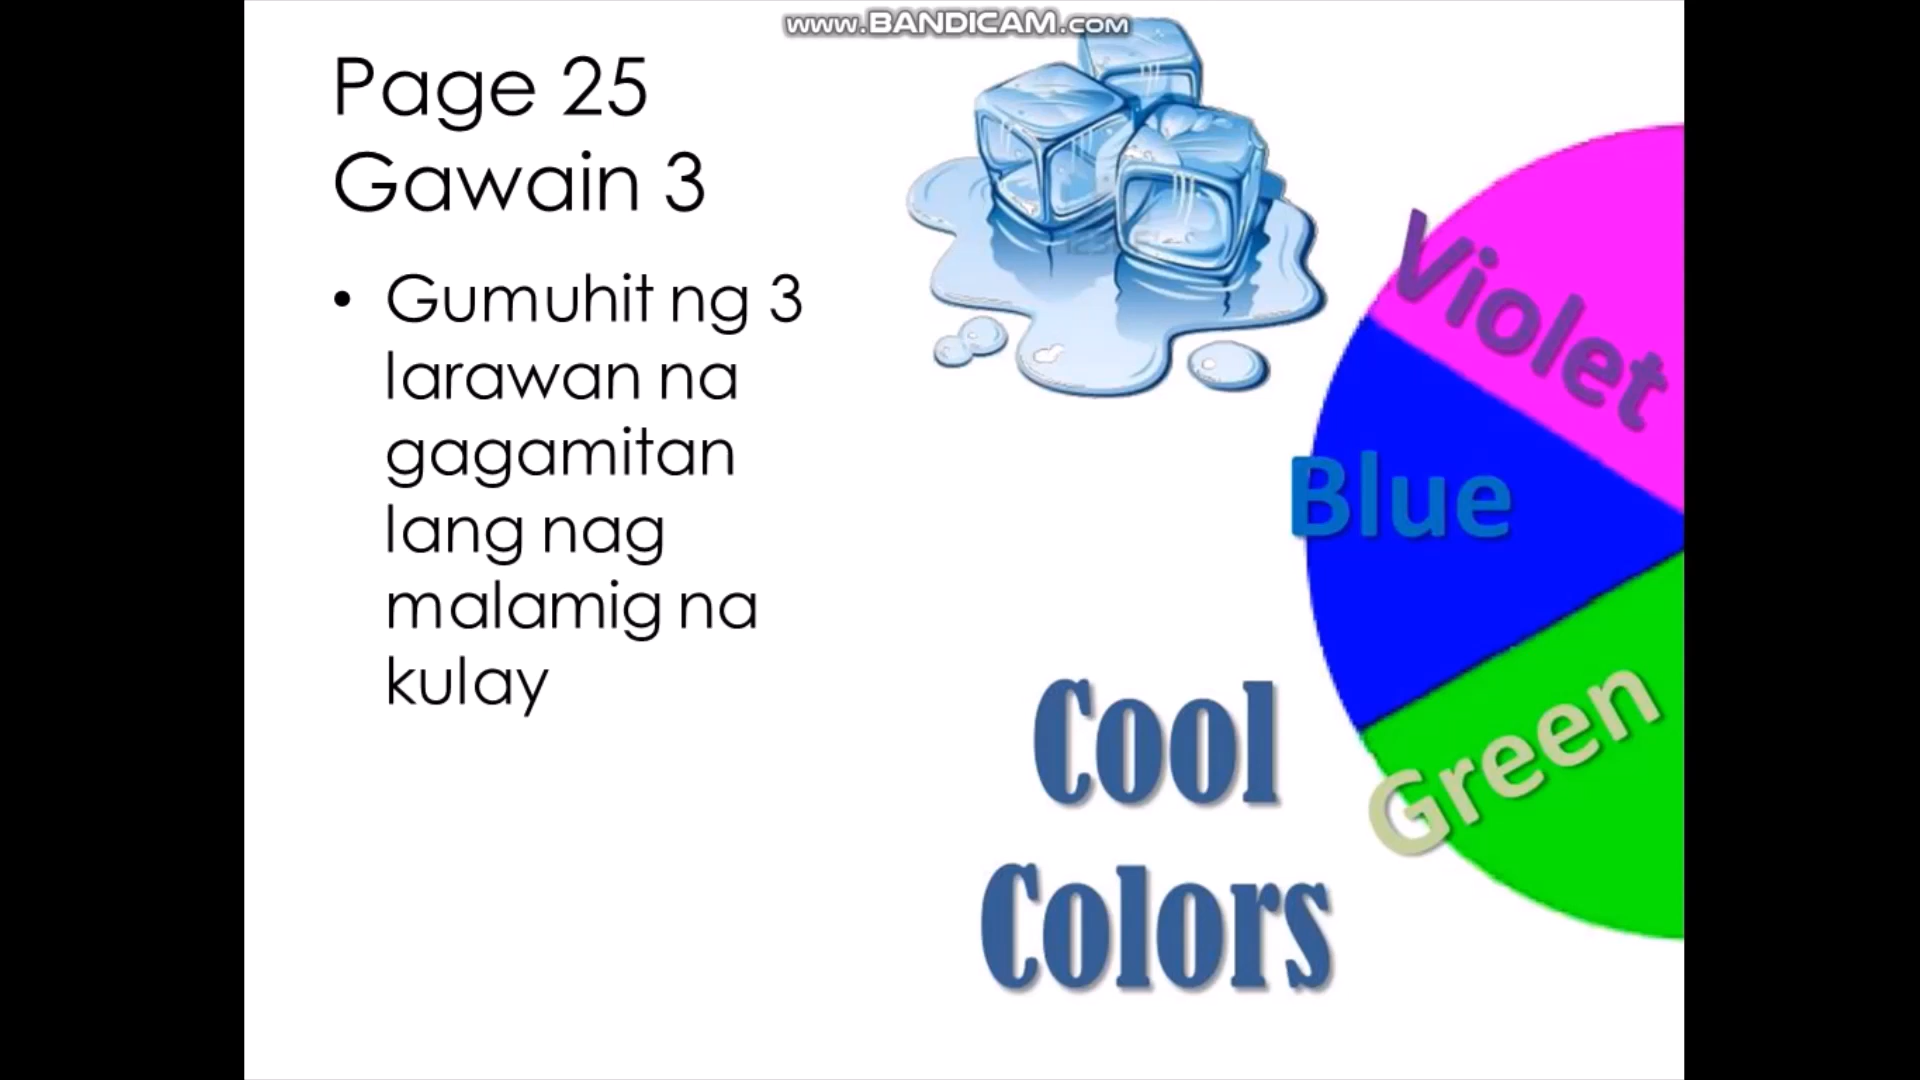 www.BANDICAM.com
Page 25
Gawain 3
• Gumuhit ng 3
larawan na
gagamitan
lang nag
malamig na
kulay
Violet
Blue
Green
Cool
Colors